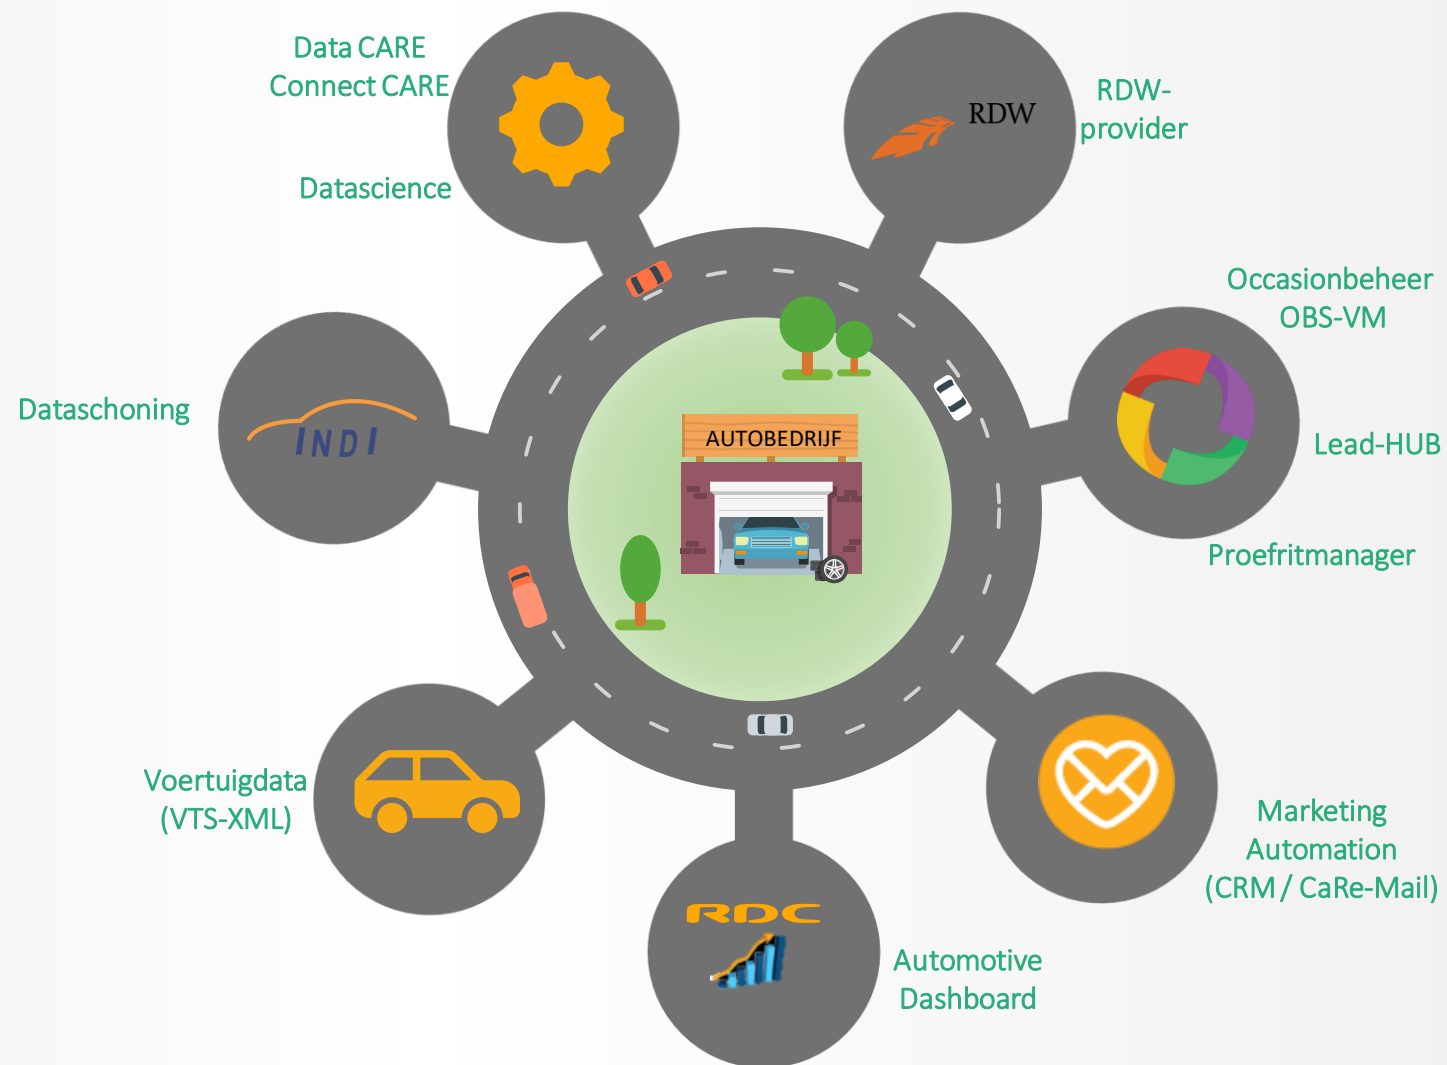 Data CARE
Connect CARE
Datascience
RDW
RDW-
provider
Occasionbeheer
OBS-VM
Lead-HUB
Proefritmanager
Dataschoning
INDI
AUTOBEDRIJF
Voertuigdata
(VTS-XML)
Marketing
Automation
(CRM / CaRe-Mail)
RDC
Automotive
Dashboard